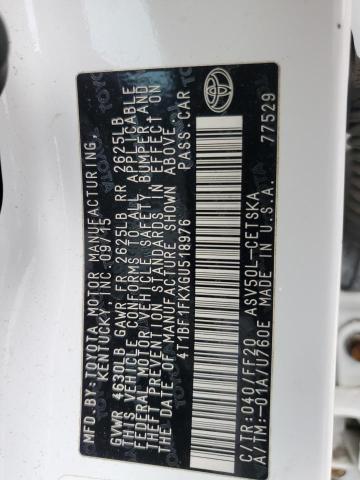 MFD.BY:TOYOTA MOTOR MANUFACTURING,
KENTUCKY, INC. 09/15
GVWR 4630LB GAWR FR 2625LB RR 2625LB
THIS VEHICLE CONFORMS TO ALL APPLICABLE
FEDERAL MOTOR VEHICLE SAFETY, BUMPER AND
THEFT PREVENTION STANDARDS IN EFFECT ON
THE DATE OF MANUFACTURE SHOWN ABOVE.
4T1BF1FKXGU518976 PASS.CAR
C/TR:040/FF20 ASV50L-CETSKA
A/TM:-01A/U760E MADE IN U.S.A. 77529